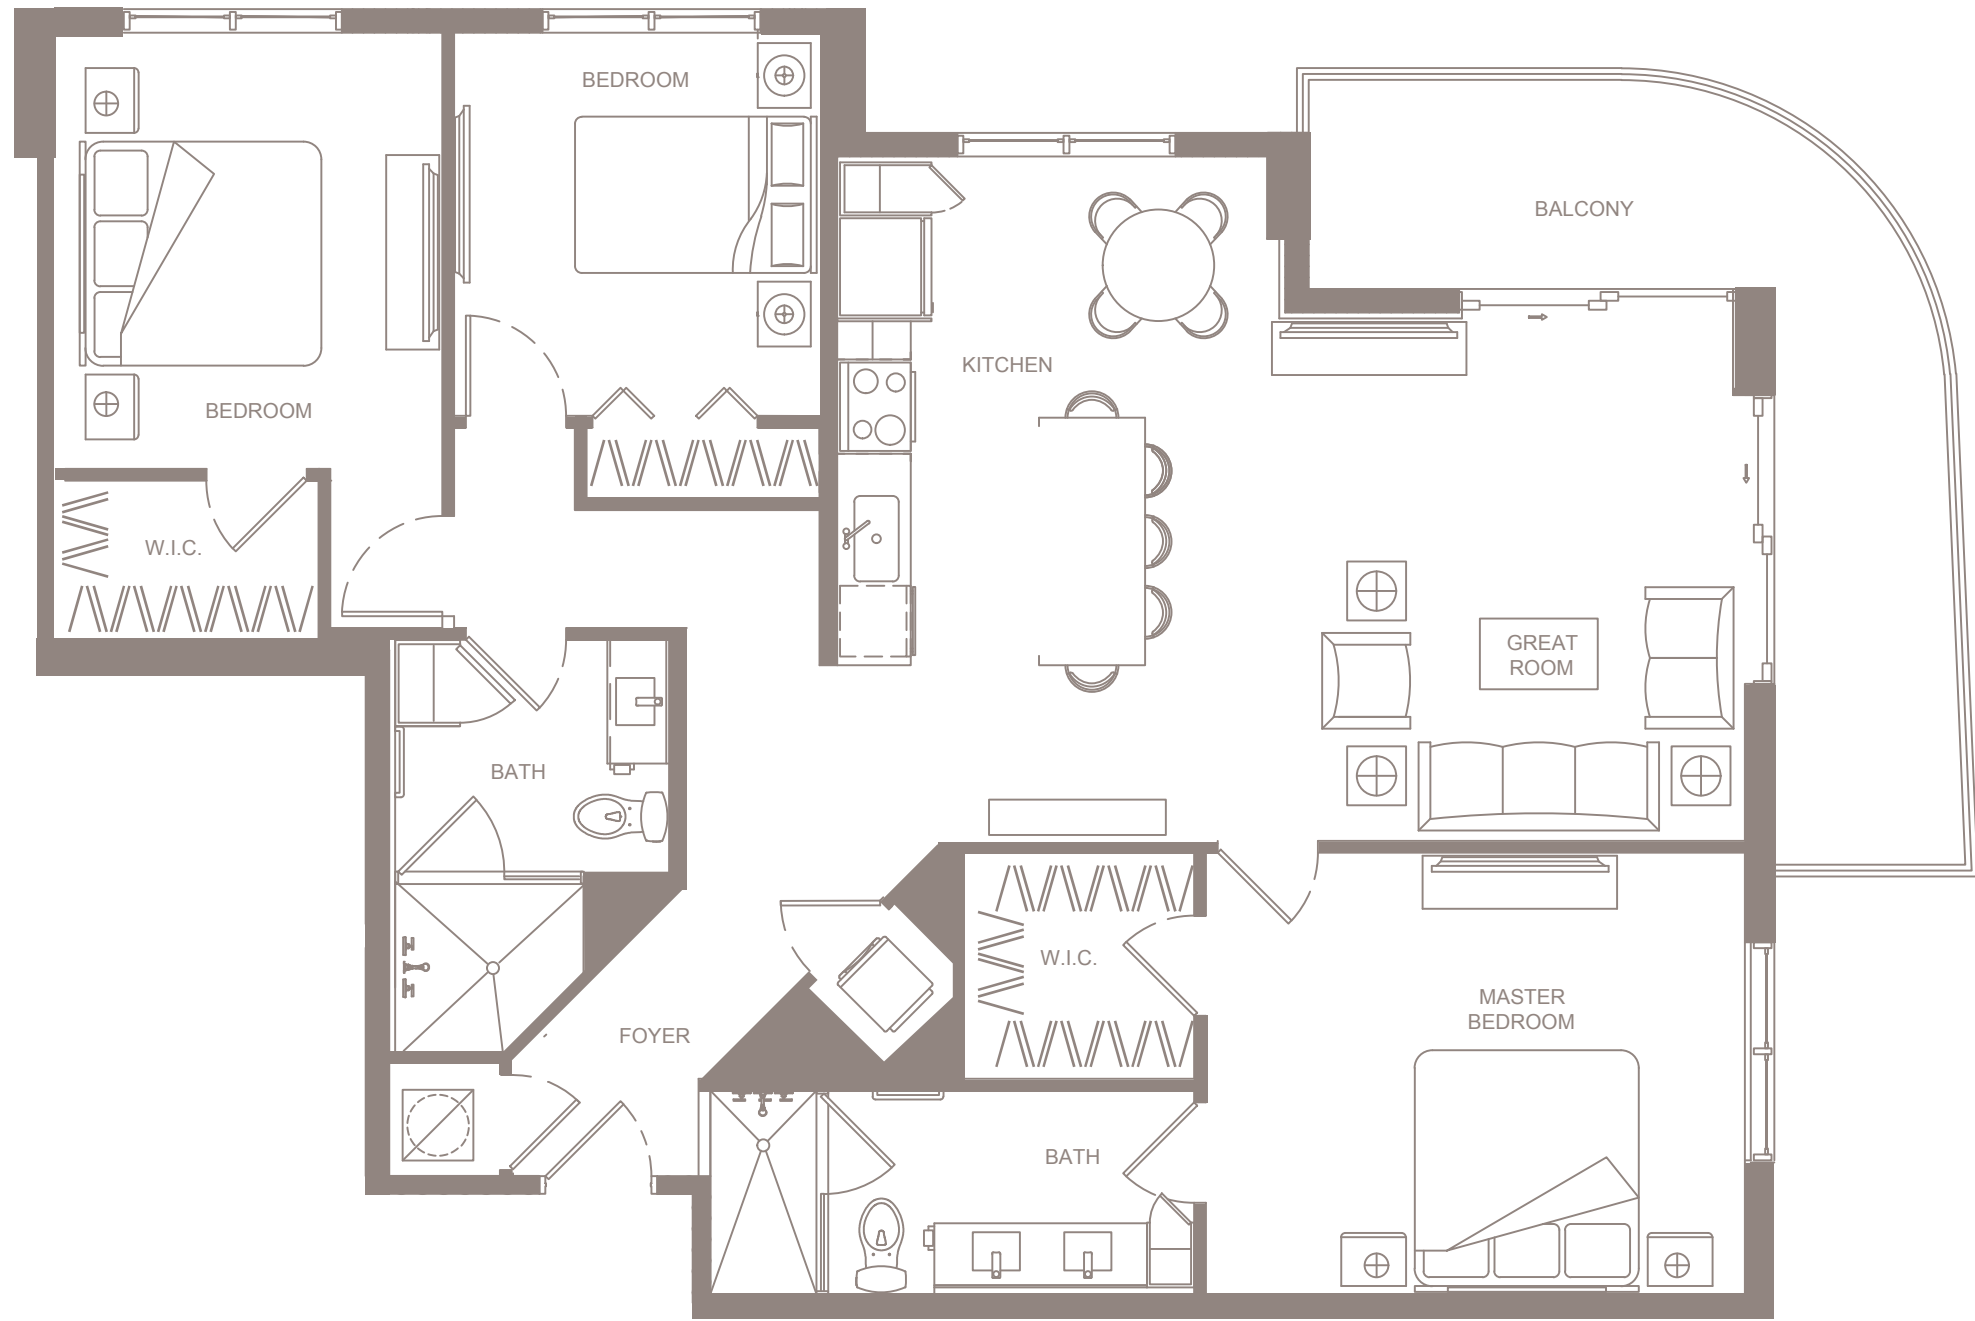 BEDROOM
BALCONY
KITCHEN
BEDROOM
W.I.C.
GREAT
ROOM
BATH
W.I.C.
MASTER
BEDROOM
FOYER
BATH